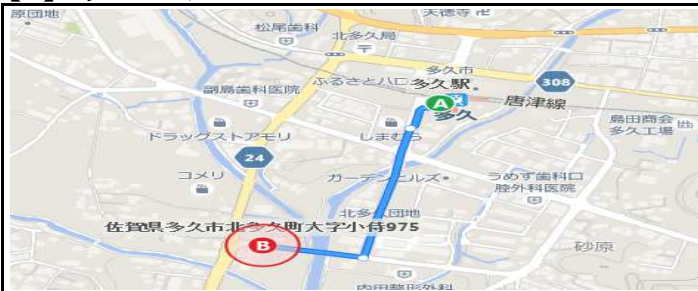 原団地
天徳寺
松尾歯科
北多久局
多久市
ふるさとハロ
多久駅
308
副島歯科医院
A
多久
唐津線
島田商会
多久工場
ドラッグストアモリ
しまむら
24
コメリ
ガーデンヒルズ
うめず歯科口
腔外科医院
北多久団地
佐賀県多久市北多久町大字小侍975
B
砂原
内田整形外科